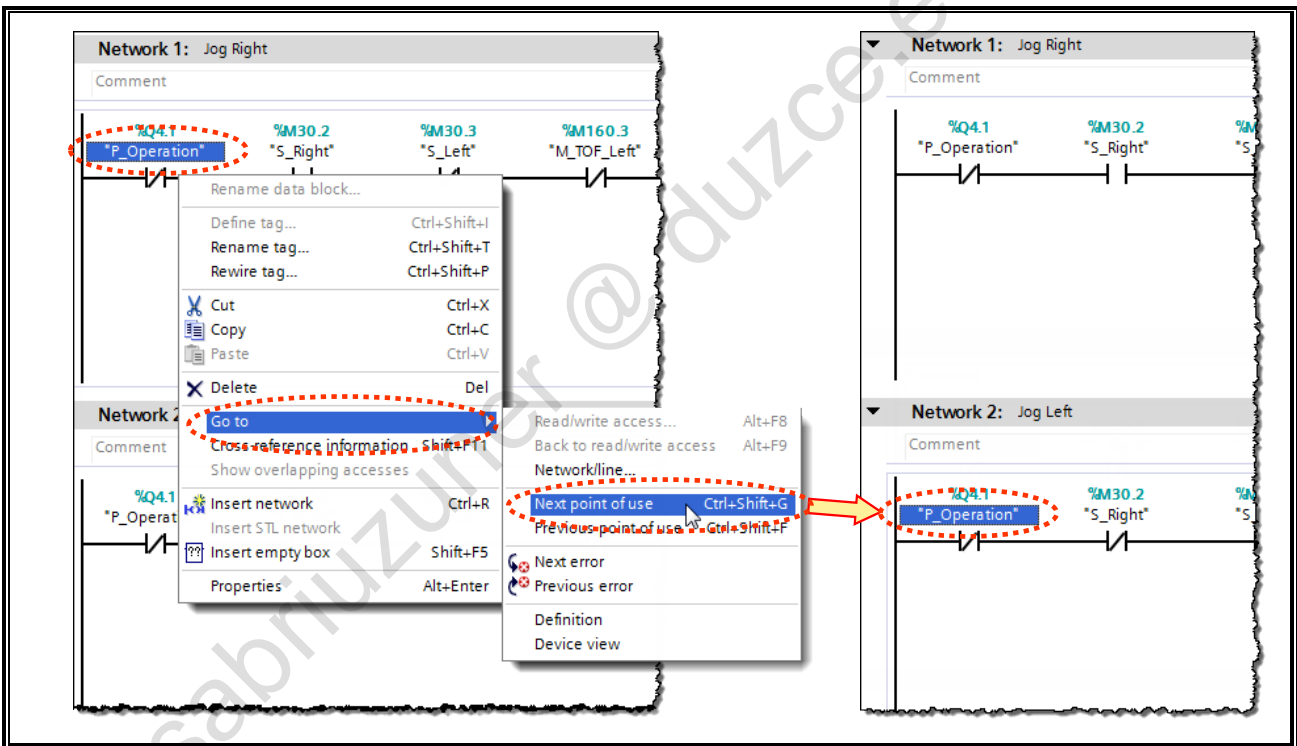 Network 1: Jog Right
Comment
%Q4.1 %M30.2 %M30.3 %M160.3
"P_Operation" "S_Right" "S_Left" "M_TOF_Left"
Rename data block...
Define tag... Ctrl+Shift+I
Rename tag... Ctrl+Shift+T
Rewire tag... Ctrl+Shift+P
Cut Ctrl+X
Copy Ctrl+C
Paste Ctrl+V
Delete Del
Go to
Cross-reference information Shift+F11
Show overlapping accesses
Insert network Ctrl+R
Insert STL network
Insert empty box Shift+F5
Properties Alt+Enter
Network 2
Comment
%Q4.1
"P_Operat
Read/write access... Alt+F8
Back to read/write access Alt+F9
Network/line...
Next point of use Ctrl+Shift+G
Previous point of use Ctrl+Shift+F
Next error
Previous error
Definition
Device view
Network 1: Jog Right
Comment
%Q4.1 %M30.2 %M
"P_Operation" "S_Right" "S
Network 2: Jog Left
Comment
%Q4.1 %M30.2 %M
"P_Operation" "S_Right" "S
sabriuzuner @ duzce.e